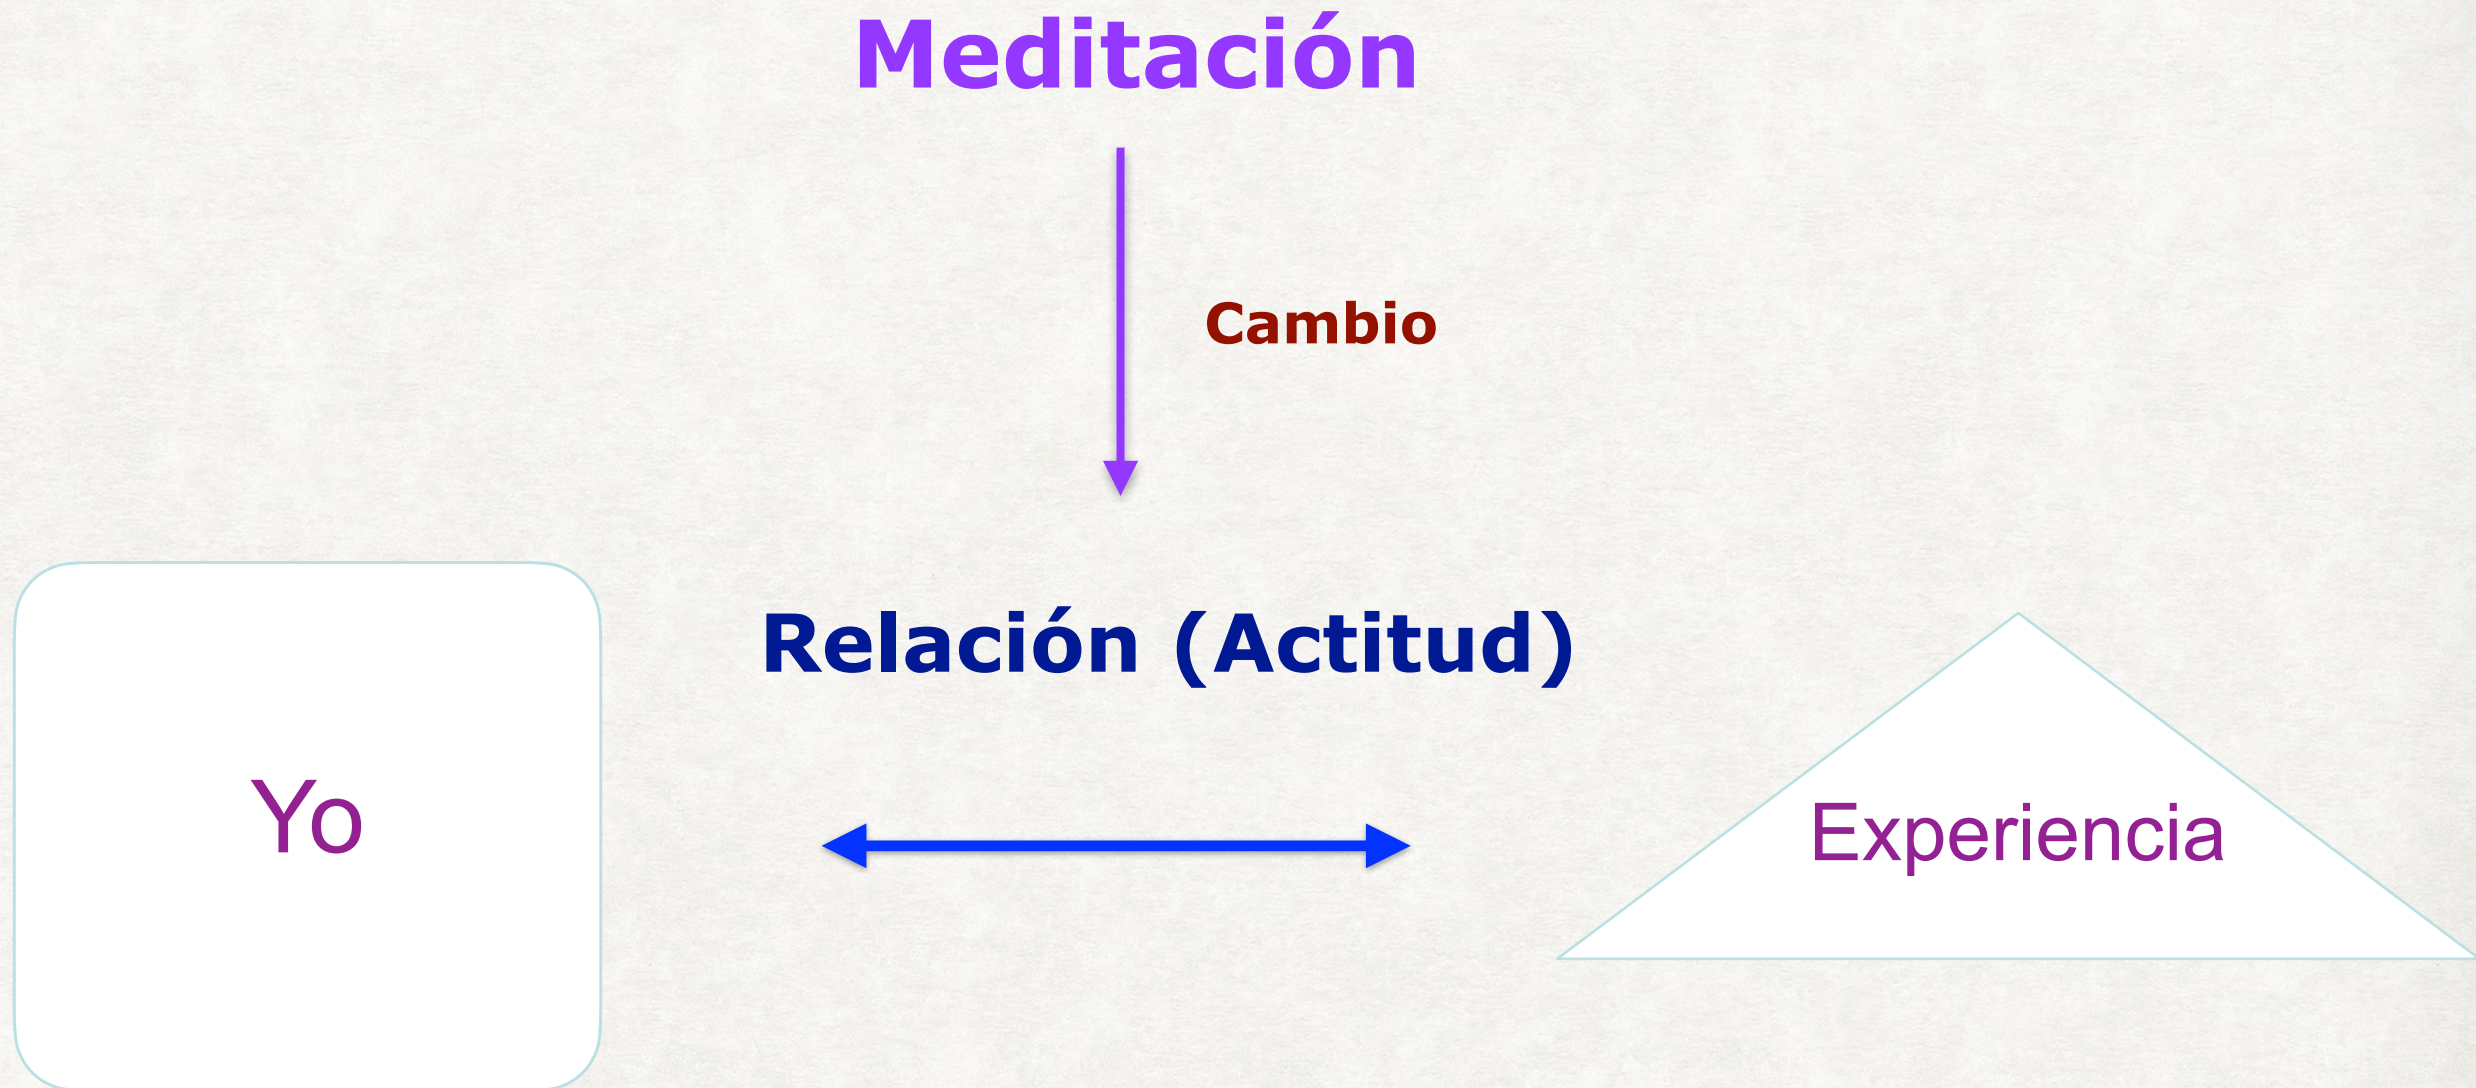 Meditación
Cambio
Relación (Actitud)
Yo
Experiencia